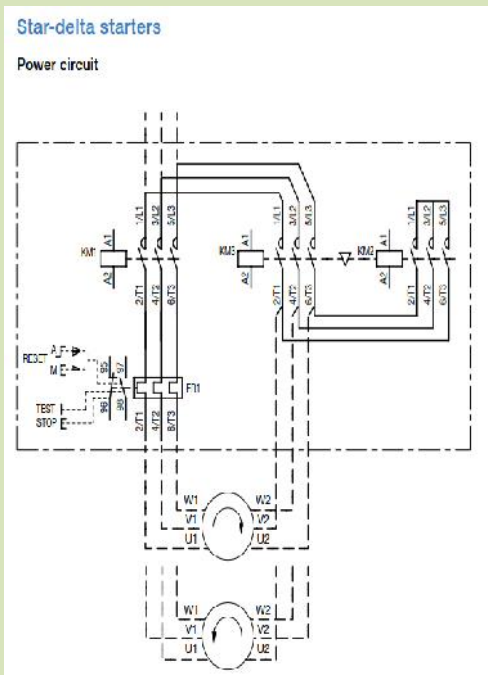 Star-delta starters
Power circuit
1/L1 3/L2 5/L3
1/L1 3/L2 5/L3
1/L1 3/L2 5/L3
KM1 A1 A2
KM3 A1 A2
KM2 A1 A2
2/T1 4/T2 6/T3
2/T1 4/T2 6/T3
2/T1 4/T2 6/T3
RESET A
M
95 97
96 98
TEST
STOP
FR1
2/T1 4/T2 6/T3
W1 W2
V1 V2
U1 U2
W1 W2
V1 V2
U1 U2